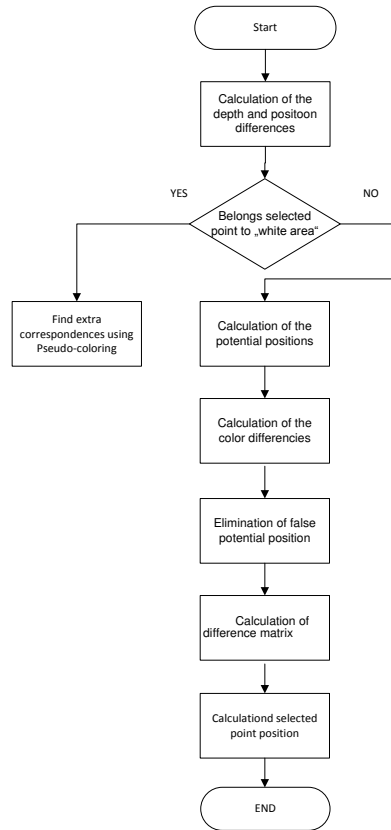 Start
Calculation of the
depth and positoon
differences
YES
NO
Belongs selected
point to „white area“
Find extra
correspondences using
Pseudo-coloring
Calculation of the
potential positions
Calculation of the
color differencies
Elimination of false
potential position
Calculation of
difference matrix
Calculationd selected
point position
END